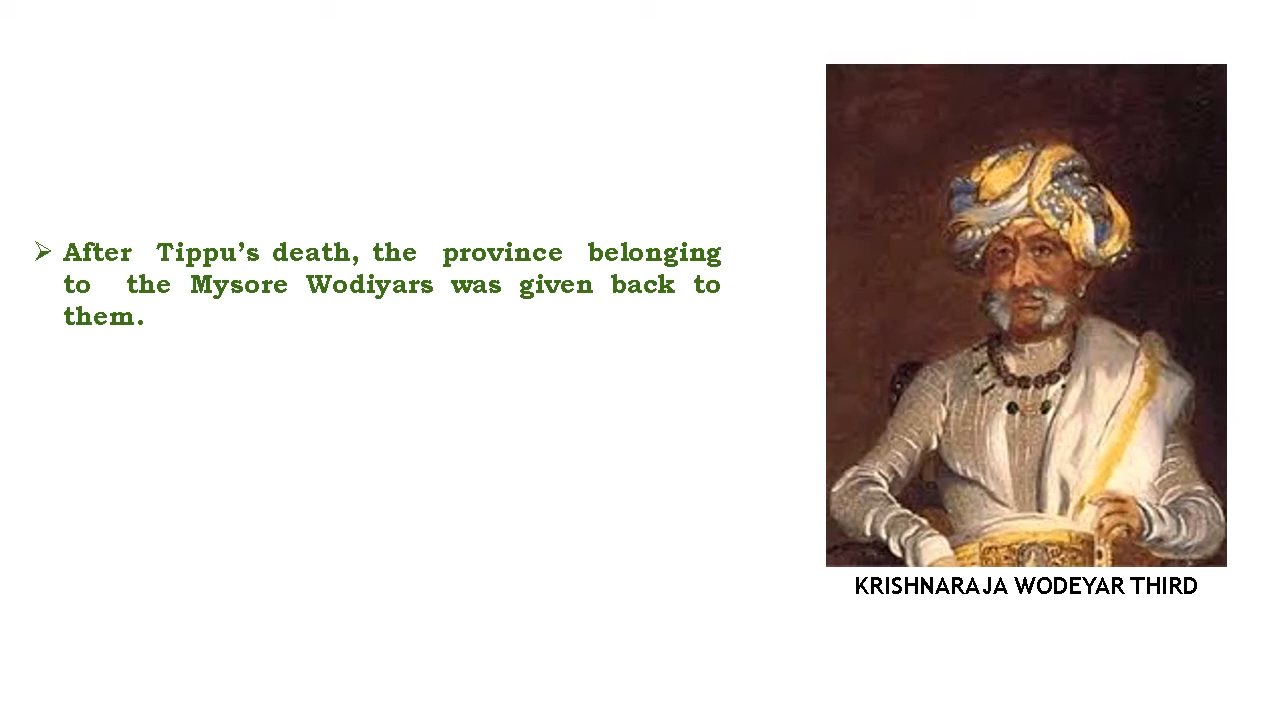 ➢ After Tippu’s death, the province belonging
to the Mysore Wodiyars was given back to
them.
KRISHNARAJA WODEYAR THIRD